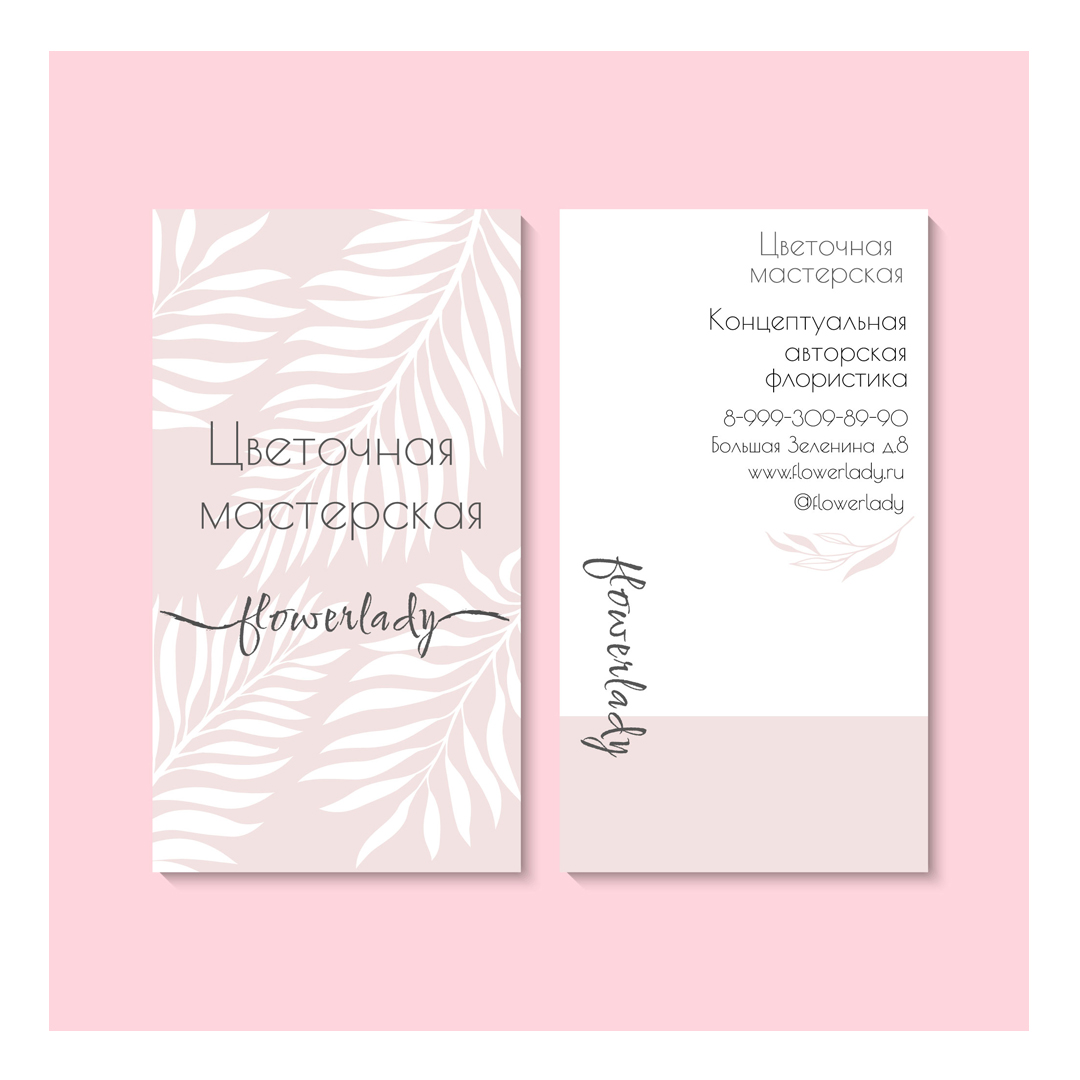 Цветочная
мастерская
flowerlady
Цветочная
мастерская
Концептуальная
авторская
флористика
8-999-309-89-90
Большая Зеленина д.8
www.flowerlady.ru
@flowerlady
flowerlady